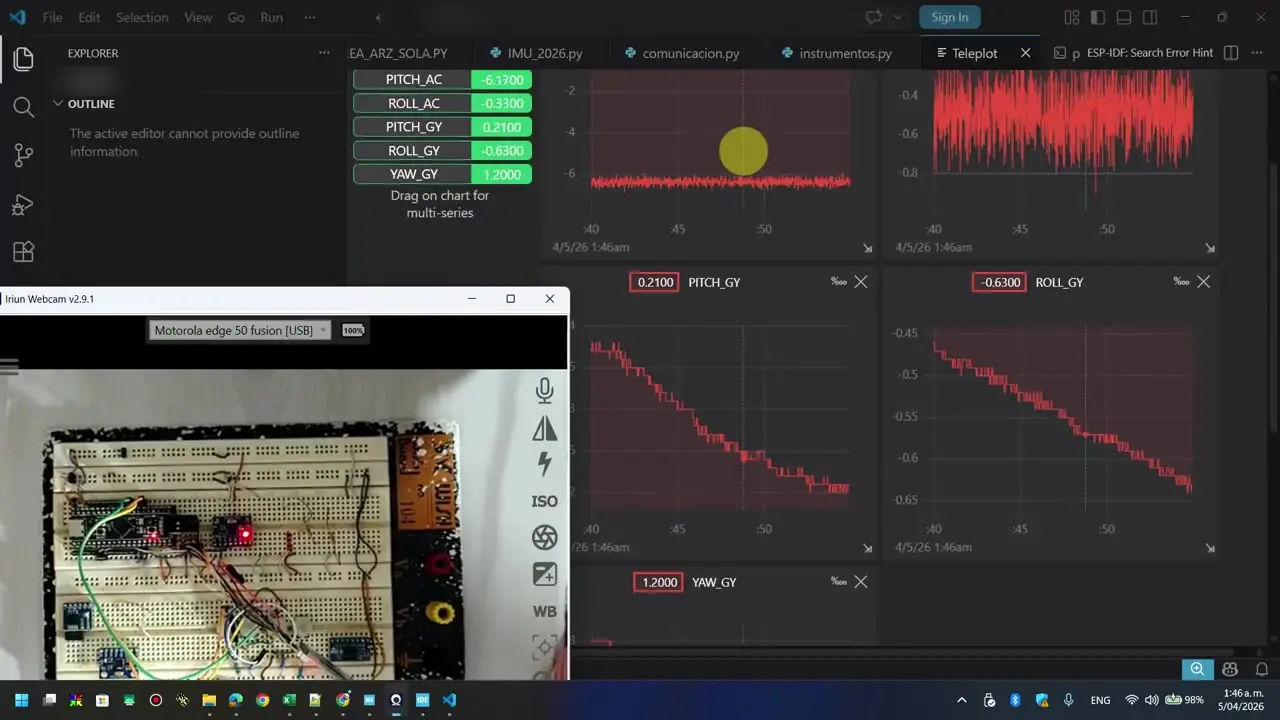 File Edit Selection View Go Run ··· Sign In
EXPLORER ···
EA_ARZ_SOLA.PY IMU_2026.py comunicacion.py instrumentos.py Teleplot p ESP-IDF: Search Error Hint ···
OUTLINE
The active editor cannot provide outline
information.
PITCH_AC -6.1700
ROLL_AC -0.3300
PITCH_GY 0.2100
ROLL_GY -0.6300
YAW_GY 1.2000
Drag on chart for
multi-series
-2
-4
-6
:40 :45 :50
4/5/26 1:46am
-0.4
-0.6
-0.8
:40 :45 :50
4/5/26 1:46am
0.2100 PITCH_GY
:40 :45 :50
/26 1:46am
-0.6300 ROLL_GY
-0.45
-0.5
-0.55
-0.6
-0.65
:40 :45 :50
4/5/26 1:46am
1.2000 YAW_GY
Iriun Webcam v2.9.1
Motorola edge 50 fusion [USB] 100%
ISO
WB
ENG 98% 1:46 a. m.
5/04/2026